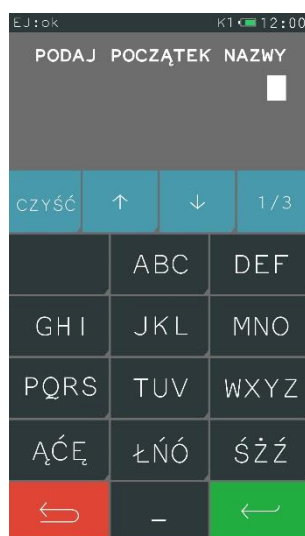 EJ:ok K1 12:00
PODAJ POCZĄTEK NAZWY
CZYŚĆ ↑ ↓ 1/3
ABC DEF
GHI JKL MNO
PQRS TUV WXYZ
ĄĆĘ ŁŃÓ ŚŻŹ
_